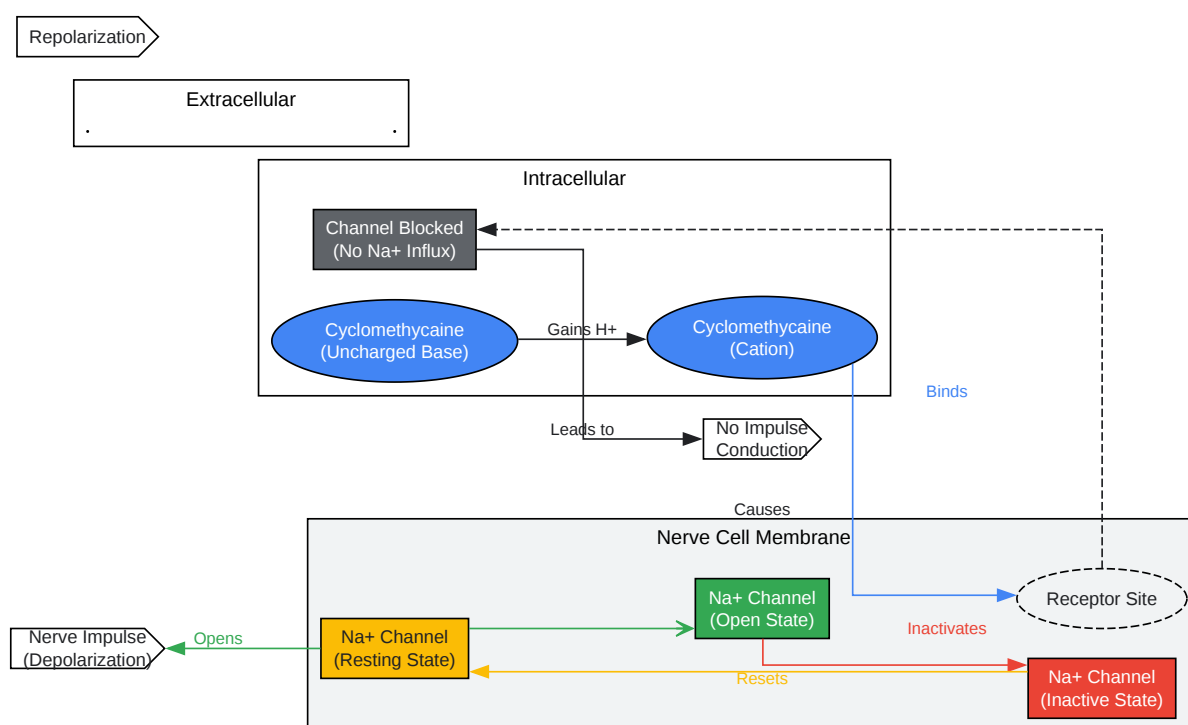 Repolarization
Extracellular
Intracellular
Channel Blocked
(No Na+ Influx)
Cyclomethycaine
(Uncharged Base)
Gains H+
Cyclomethycaine
(Cation)
Binds
Leads to
No Impulse
Conduction
Causes
Nerve Cell Membrane
Na+ Channel
(Open State)
Receptor Site
Nerve Impulse
(Depolarization)
Opens
Na+ Channel
(Resting State)
Inactivates
Resets
Na+ Channel
(Inactive State)